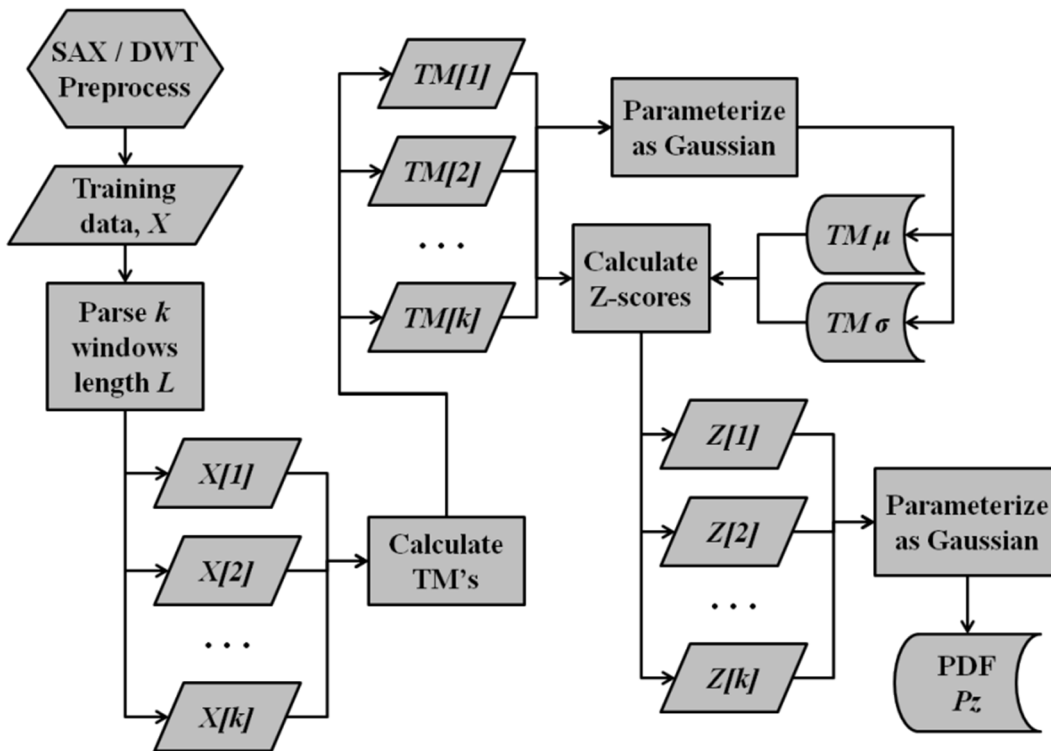 SAX / DWT
Preprocess
Training
data, X
Parse k
windows
length L
X[1]
X[2]
. . .
X[k]
Calculate
TM's
TM[1]
TM[2]
. . .
TM[k]
Parameterize
as Gaussian
TM μ
TM σ
Calculate
Z-scores
Z[1]
Z[2]
. . .
Z[k]
Parameterize
as Gaussian
PDF
Pz